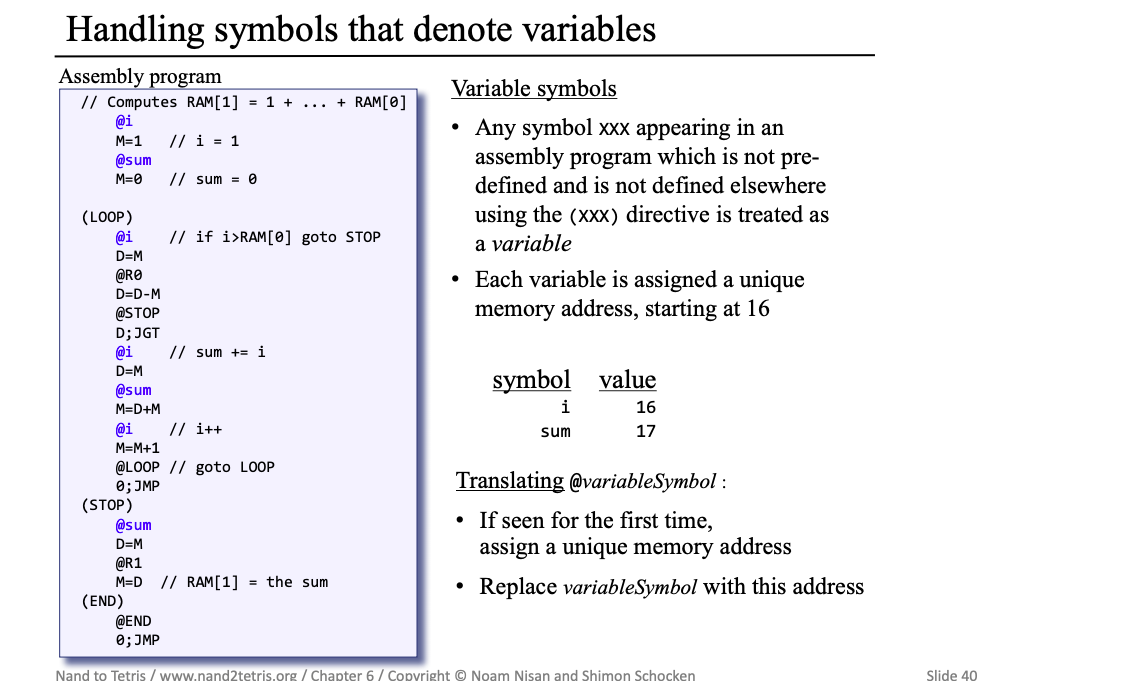 Handling symbols that denote variables
Assembly program
// Computes RAM[1] = 1 + ... + RAM[0]
@i
M=1 // i = 1
@sum
M=0 // sum = 0
(LOOP)
@i // if i>RAM[0] goto STOP
D=M
@R0
D=D-M
@STOP
D;JGT
@i // sum += i
D=M
@sum
M=D+M
@i // i++
M=M+1
@LOOP // goto LOOP
0;JMP
(STOP)
@sum
D=M
@R1
M=D // RAM[1] = the sum
(END)
@END
0;JMP
Variable symbols
• Any symbol xxx appearing in an
assembly program which is not pre-
defined and is not defined elsewhere
using the (xxx) directive is treated as
a variable
• Each variable is assigned a unique
memory address, starting at 16
symbol value
i 16
sum 17
Translating @variableSymbol :
• If seen for the first time,
assign a unique memory address
• Replace variableSymbol with this address
Nand to Tetris / www.nand2tetris.org / Chapter 6 / Copyright © Noam Nisan and Shimon Schocken
Slide 40